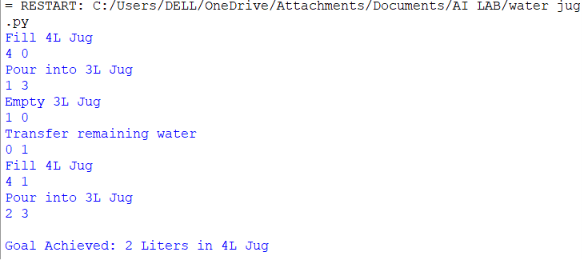 = RESTART: C:/Users/DELL/OneDrive/Attachments/Documents/AI LAB/water jug
.py
Fill 4L Jug
4 0
Pour into 3L Jug
1 3
Empty 3L Jug
1 0
Transfer remaining water
0 1
Fill 4L Jug
4 1
Pour into 3L Jug
2 3
Goal Achieved: 2 Liters in 4L Jug